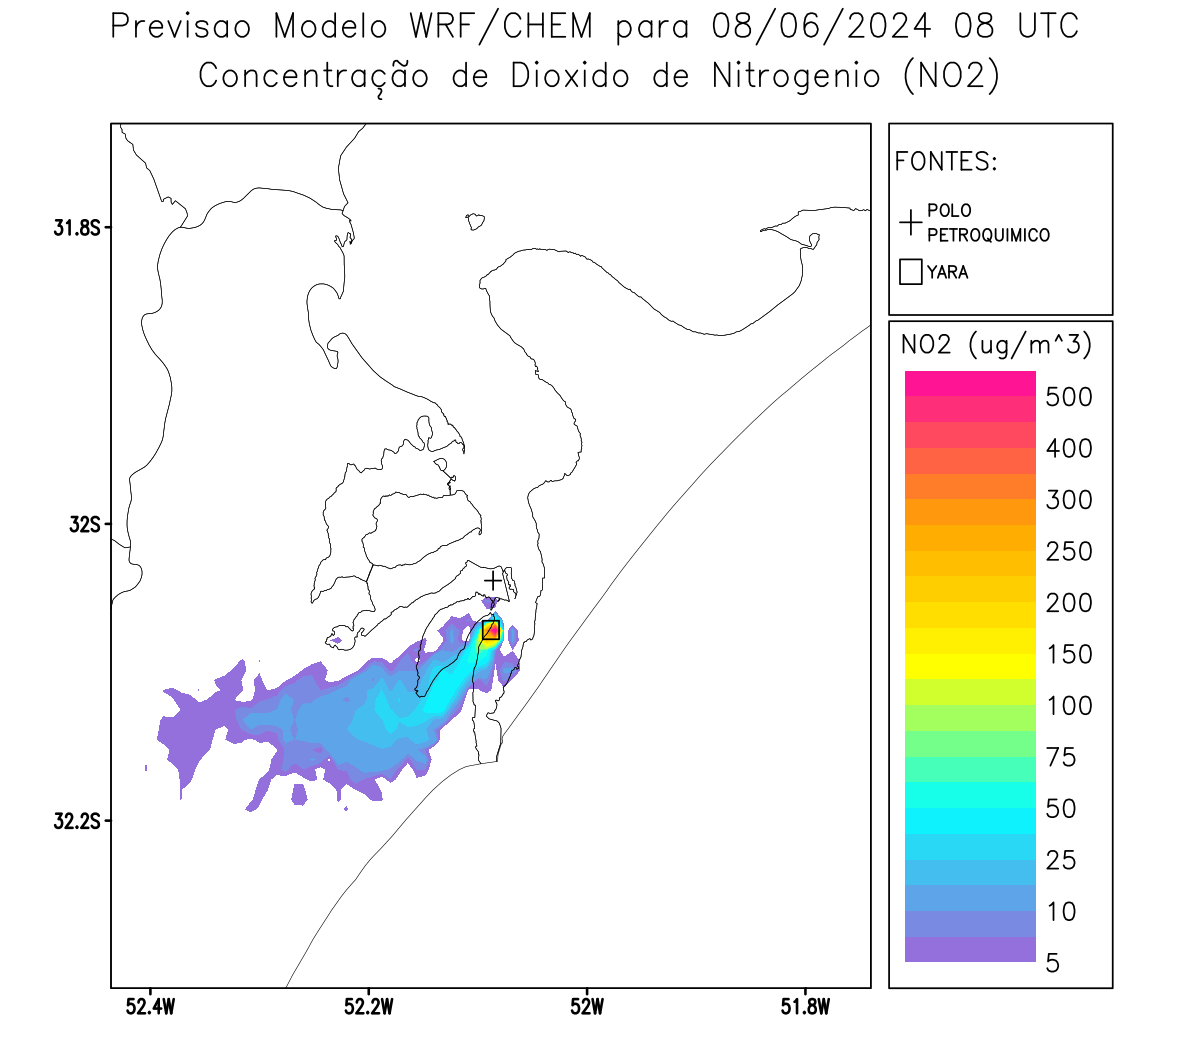 Previsao Modelo WRF/CHEM para 08/06/2024 08 UTC
Concentração de Dioxido de Nitrogenio (NO2)
FONTES:
POLO
PETROQUIMICO
YARA
31.8S
32S
32.2S
52.4W
52.2W
52W
51.8W
NO2 (ug/m^3)
500
400
300
250
200
150
100
75
50
25
10
5